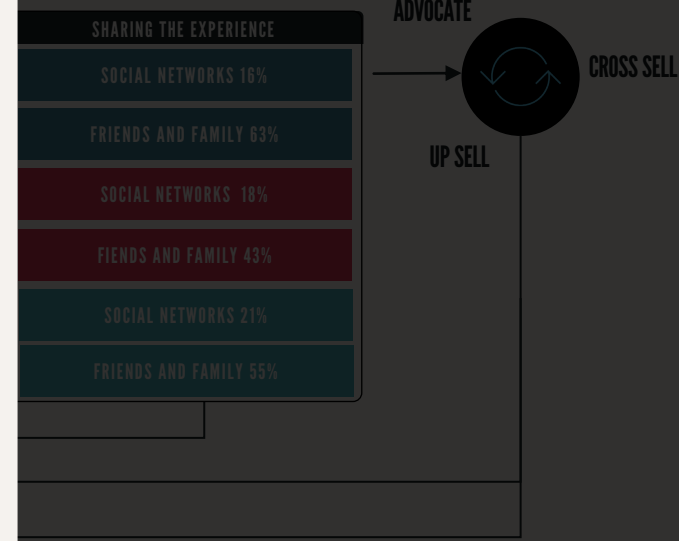 ADVOCATE
SHARING THE EXPERIENCE
SOCIAL NETWORKS 16%
CROSS SELL
FRIENDS AND FAMILY 63%
UP SELL
SOCIAL NETWORKS 18%
FIENDS AND FAMILY 43%
SOCIAL NETWORKS 21%
FRIENDS AND FAMILY 55%